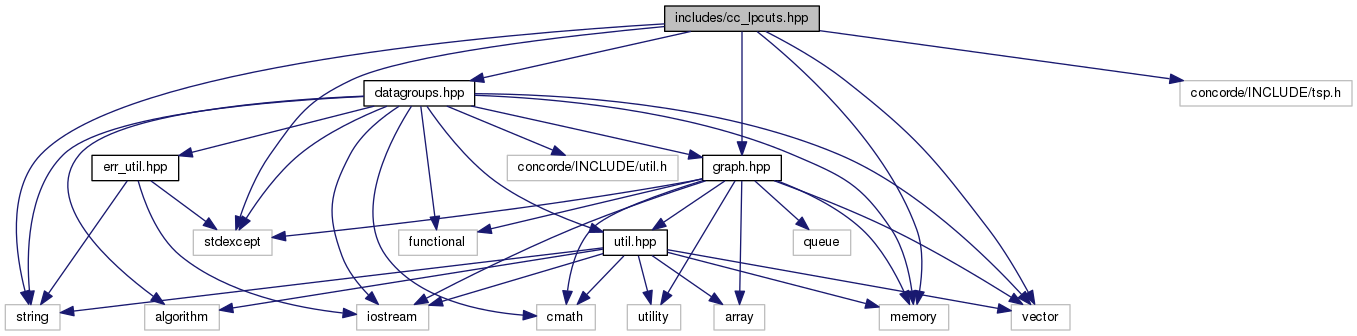 includes/cc_lpcuts.hpp
datagroups.hpp
concorde/INCLUDE/tsp.h
err_util.hpp
concorde/INCLUDE/util.h
graph.hpp
stdexcept
functional
util.hpp
queue
string
algorithm
iostream
cmath
utility
array
memory
vector